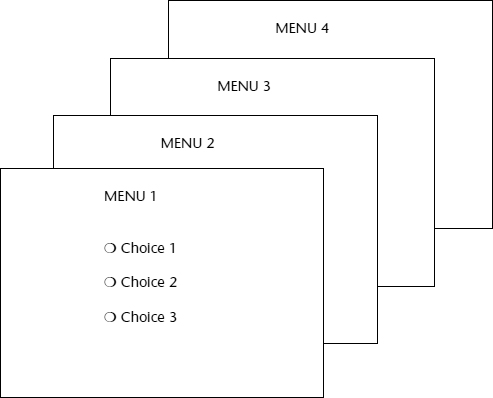 MENU 4
MENU 3
MENU 2
MENU 1
❍ Choice 1
❍ Choice 2
❍ Choice 3